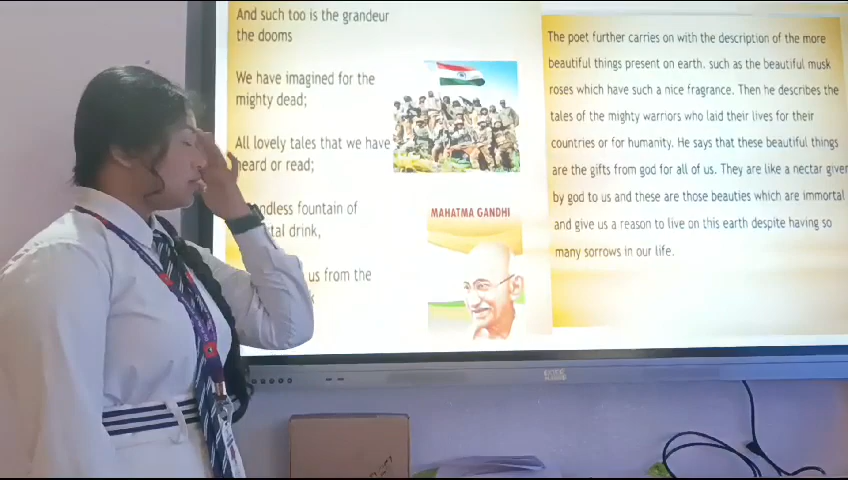 And such too is the grandeur
the dooms
We have imagined for the
mighty dead;
All lovely tales that we have
heard or read;
ndless fountain of
tal drink,
us from the
MAHATMA GANDHI
The poet further carries on with the description of the more
beautiful things present on earth. such as the beautiful musk
roses which have such a nice fragrance. Then he describes the
tales of the mighty warriors who laid their lives for their
countries or for humanity. He says that these beautiful things
are the gifts from god for all of us. They are like a nectar given
by god to us and these are those beauties which are immortal
and give us a reason to live on this earth despite having so
many sorrows in our life.